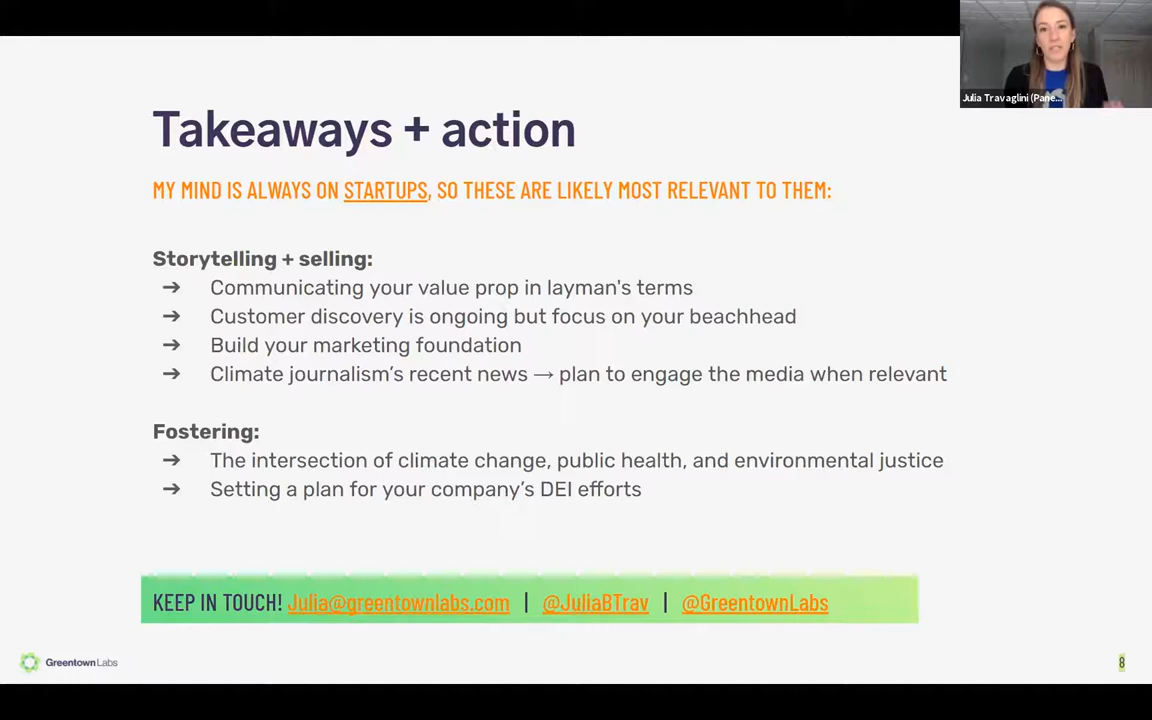 Julia Travaglini (Pane...
Takeaways + action
MY MIND IS ALWAYS ON STARTUPS, SO THESE ARE LIKELY MOST RELEVANT TO THEM:
Storytelling + selling:
➔ Communicating your value prop in layman's terms
➔ Customer discovery is ongoing but focus on your beachhead
➔ Build your marketing foundation
➔ Climate journalism’s recent news → plan to engage the media when relevant
Fostering:
➔ The intersection of climate change, public health, and environmental justice
➔ Setting a plan for your company’s DEI efforts
KEEP IN TOUCH! Julia@greentownlabs.com | @JuliaBTrav | @GreentownLabs
Greentown Labs
8